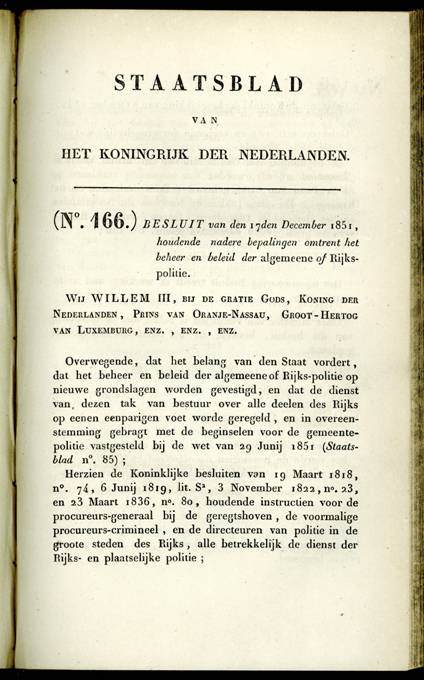 STAATSBLAD
VAN
HET KONINGRIJK DER NEDERLANDEN.
(N°. 166.) BESLUIT van den 17den December 1851,
houdende nadere bepalingen omtrent het
beheer en beleid der algemeene of Rijks-
politie.
WIJ WILLEM III, BIJ DE GRATIE GODS, KONING DER
NEDERLANDEN, PRINS VAN ORANJE-NASSAU, GROOT-HERTOG
VAN LUXEMBURG, ENZ., ENZ., ENZ.
Overwegende, dat het belang van den Staat vordert,
dat het beheer en beleid der algemeene of Rijks-politie op
nieuwe grondslagen worden gevestigd, en dat de dienst
van dezen tak van bestuur over alle deelen des Rijks
op eenen eenparigen voet worde geregeld, en in overeen-
stemming gebragt met de beginselen voor de gemeente-
politie vastgesteld bij de wet van 29 Junij 1851 (Staats-
blad n°. 85);
Herzien de Koninklijke besluiten van 19 Maart 1818,
n°. 74, 6 Junij 1819, lit. S², 3 November 1822, n°. 23,
en 23 Maart 1836, n°. 80, houdende instructien voor de
procureurs-generaal bij de geregtshoven, de voormalige
procureurs-crimineel, en de directeuren van politie in de
groote steden des Rijks, alle betrekkelijk de dienst der
Rijks- en plaatselijke politie;